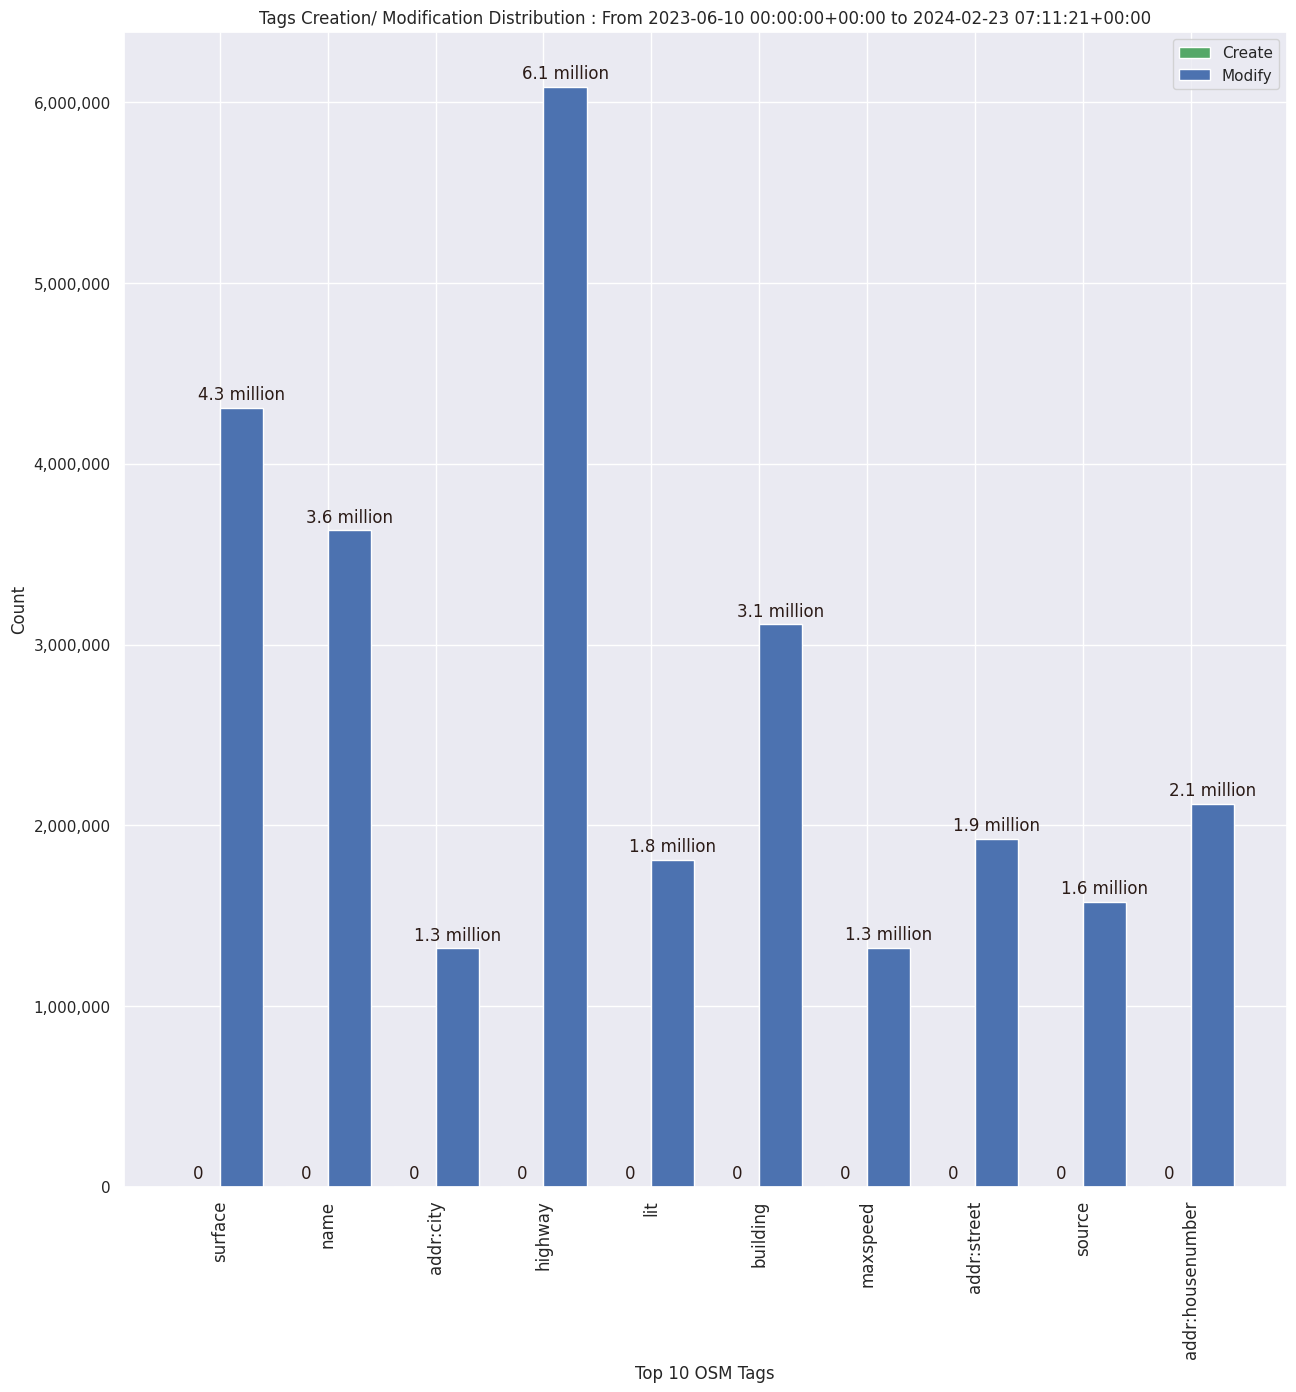 Tags Creation/ Modification Distribution : From 2023-06-10 00:00:00+00:00 to 2024-02-23 07:11:21+00:00
Create
Modify
6.1 million
6,000,000
5,000,000
4.3 million
4,000,000
3.6 million
3.1 million
3,000,000
2.1 million
2,000,000
1.9 million
1.8 million
1.6 million
1.3 million
1.3 million
1,000,000
0
0 0 0 0 0 0 0 0 0 0
surface
name
addr:city
highway
lit
building
maxspeed
addr:street
source
addr:housenumber
Count
Top 10 OSM Tags